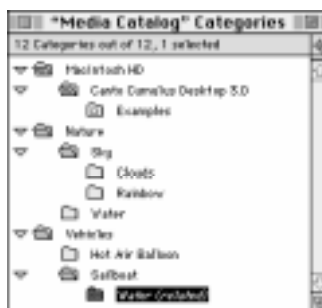 "Media Catalog" Categories
12 Categories out of 12, 1 selected
Macintosh HD
Canto Cumulus Desktop 5.0
Examples
Nature
Sky
Clouds
Rainbow
Water
Vehicles
Hot Air Balloon
Sailboat
Water (related)